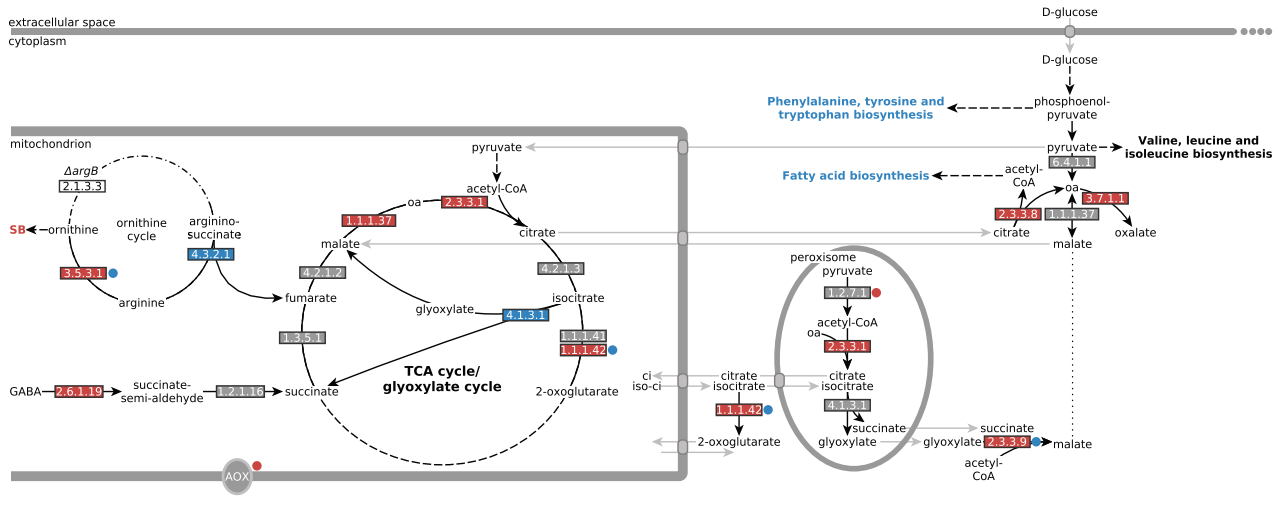 D-glucose
extracellular space
cytoplasm
D-glucose
Phenylalanine, tyrosine and
tryptophan biosynthesis
phosphoenol-
pyruvate
mitochondrion
pyruvate
pyruvate
Valine, leucine and
isoleucine biosynthesis
6.4.1.1
ΔargB
2.1.3.3
acetyl-CoA
Fatty acid biosynthesis
acetyl-
CoA
oa
3.7.1.1
oa
2.3.3.1
1.1.1.37
2.3.3.8
1.1.1.37
SB
ornithine
ornithine
cycle
arginino-
succinate
citrate
citrate
oxalate
malate
malate
4.3.2.1
peroxisome
pyruvate
3.5.3.1
4.2.1.2
4.2.1.3
1.2.7.1
arginine
fumarate
glyoxylate
isocitrate
4.1.3.1
acetyl-CoA
oa
1.3.5.1
1.1.1.41
1.1.1.42
2.3.3.1
TCA cycle/
glyoxylate cycle
ci
iso-ci
citrate
isocitrate
citrate
isocitrate
GABA
2.6.1.19
succinate-
semi-aldehyde
1.2.1.16
succinate
2-oxoglutarate
1.1.1.42
4.1.3.1
succinate
succinate
2-oxoglutarate
glyoxylate
glyoxylate
2.3.3.9
malate
acetyl-
CoA
AOX